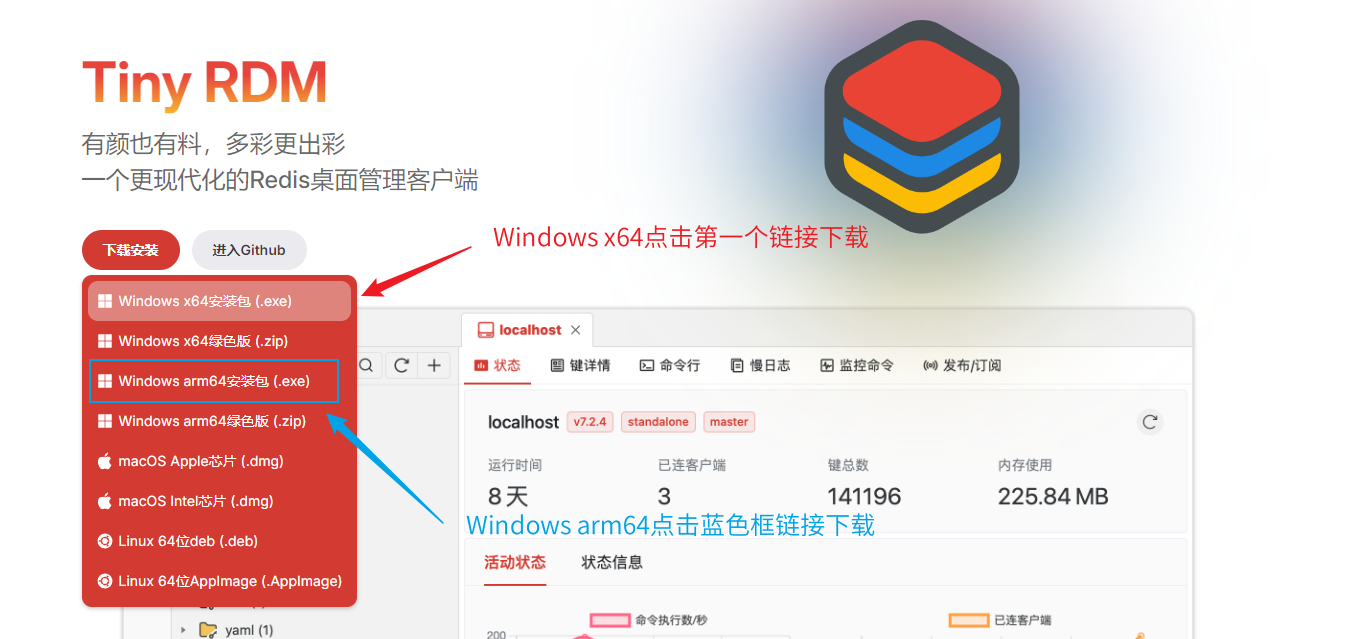 Tiny RDM
有颜也有料，多彩更出彩
一个更现代化的Redis桌面管理客户端
下载安装
进入Github
Windows x64点击第一个链接下载
Windows x64安装包 (.exe)
Windows x64绿色版 (.zip)
Windows arm64安装包 (.exe)
Windows arm64绿色版 (.zip)
macOS Apple芯片 (.dmg)
macOS Intel芯片 (.dmg)
Linux 64位deb (.deb)
Linux 64位AppImage (.AppImage)
localhost
状态 键详情 命令行 慢日志 监控命令 发布/订阅
localhost v7.2.4 standalone master
运行时间 已连客户端 键总数 内存使用
8 天 3 141196 225.84 MB
Windows arm64点击蓝色框链接下载
活动状态 状态信息
命令执行数/秒 已连客户端
200
yaml (1)